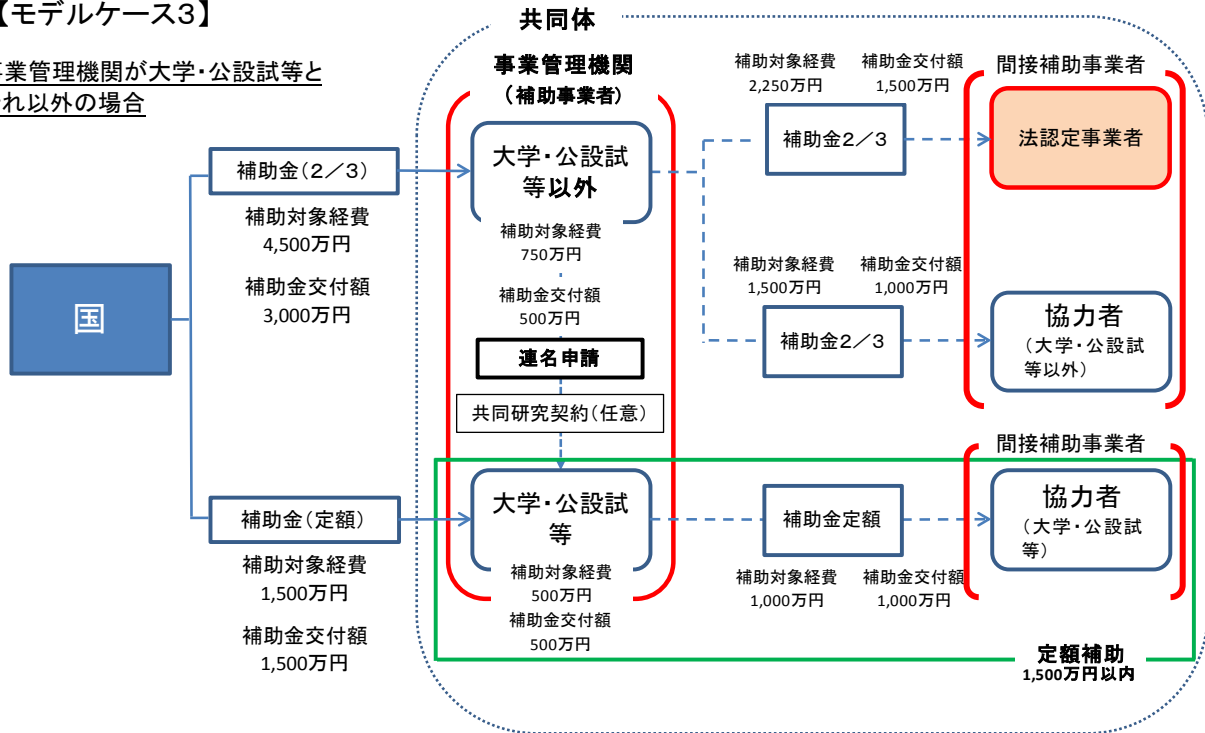 【モデルケース3】
事業管理機関が大学・公設試等と
それ以外の場合
共同体
事業管理機関
（補助事業者）
国
補助金（2／3）
補助対象経費
4,500万円
補助金交付額
3,000万円
大学・公設試
等以外
補助対象経費
750万円
補助金交付額
500万円
連名申請
共同研究契約（任意）
補助対象経費
2,250万円
補助金交付額
1,500万円
補助金2／3
間接補助事業者
法認定事業者
補助対象経費
1,500万円
補助金交付額
1,000万円
補助金2／3
協力者
（大学・公設試
等以外）
補助金（定額）
補助対象経費
1,500万円
補助金交付額
1,500万円
大学・公設試
等
補助対象経費
500万円
補助金交付額
500万円
補助金定額
補助対象経費
1,000万円
補助金交付額
1,000万円
間接補助事業者
協力者
（大学・公設試
等）
定額補助
1,500万円以内